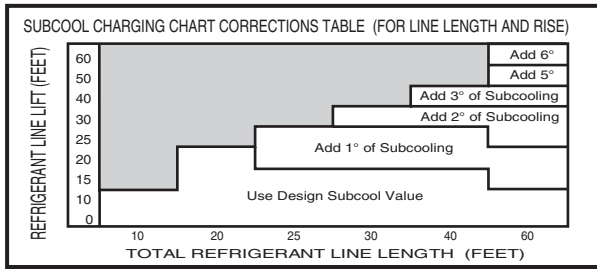 SUBCOOL CHARGING CHART CORRECTIONS TABLE (FOR LINE LENGTH AND RISE)
REFRIGERANT LINE LIFT (FEET)
60
50
40
30
25
20
15
10
0
Add 6°
Add 5°
Add 3° of Subcooling
Add 2° of Subcooling
Add 1° of Subcooling
Use Design Subcool Value
10 20 25 30 40 60
TOTAL REFRIGERANT LINE LENGTH (FEET)